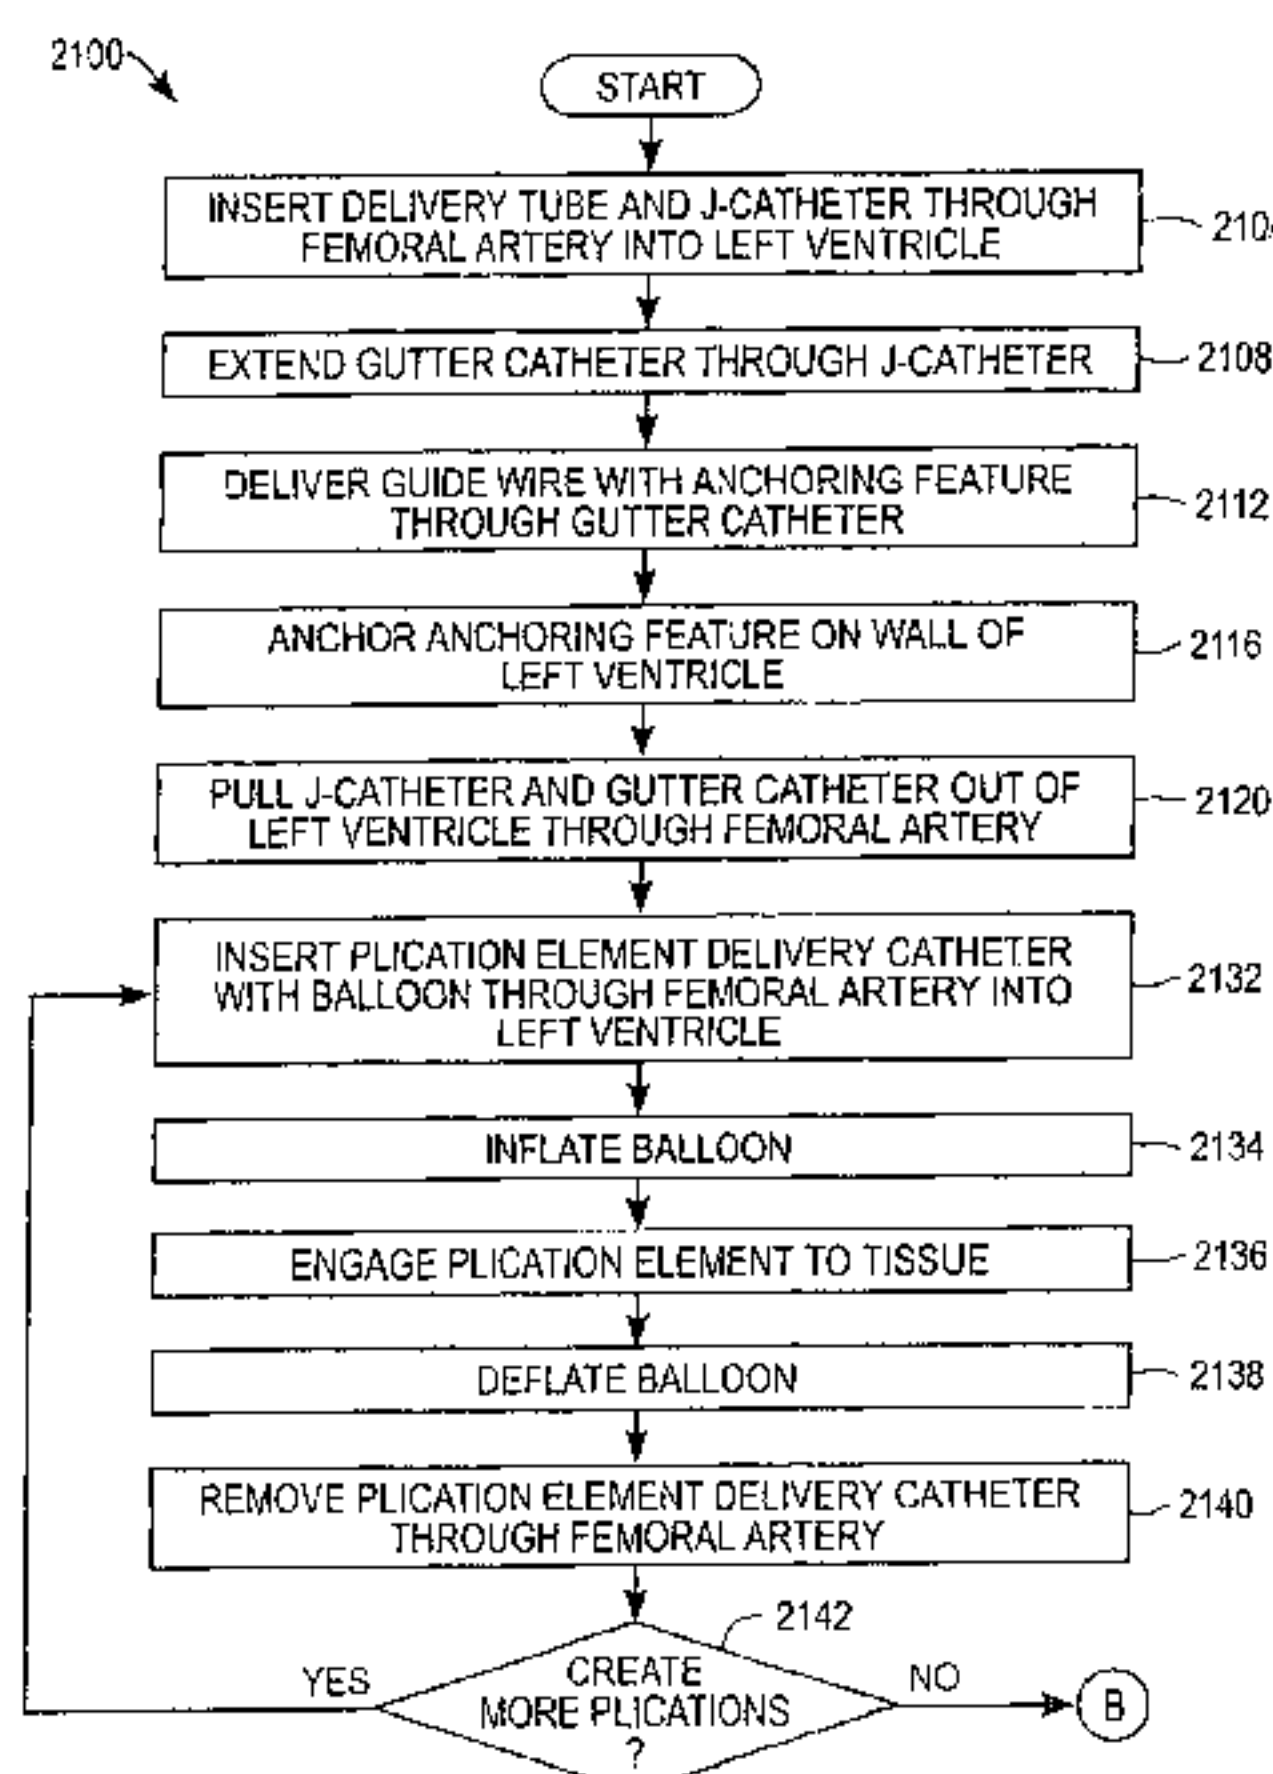 2100
START
INSERT DELIVERY TUBE AND J-CATHETER THROUGH
FEMORAL ARTERY INTO LEFT VENTRICLE
EXTEND GUTTER CATHETER THROUGH J-CATHETER
2108
DELIVER GUIDE WIRE WITH ANCHORING FEATURE
THROUGH GUTTER CATHETER
2112
ANCHOR ANCHORING FEATURE ON WALL OF
LEFT VENTRICLE
2116
PULL J-CATHETER AND GUTTER CATHETER OUT OF
LEFT VENTRICLE THROUGH FEMORAL ARTERY
2120
INSERT PLICATION ELEMENT DELIVERY CATHETER
WITH BALLOON THROUGH FEMORAL ARTERY INTO
LEFT VENTRICLE
2132
INFLATE BALLOON
2134
ENGAGE PLICATION ELEMENT TO TISSUE
2136
DEFLATE BALLOON
2138
REMOVE PLICATION ELEMENT DELIVERY CATHETER
THROUGH FEMORAL ARTERY
2140
2142
CREATE
MORE PLICATIONS
?
YES
NO
B